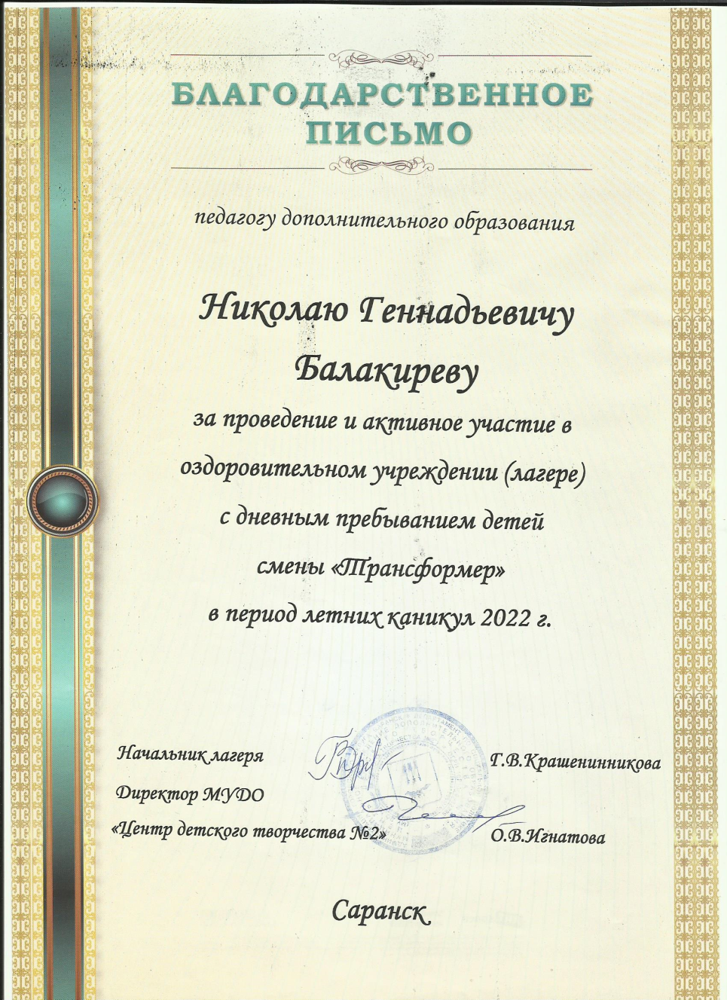 БЛАГОДАРСТВЕННОЕ
ПИСЬМО
педагогу дополнительного образования
Николаю Геннадьевичу
Балакиреву
за проведение и активное участие в
оздоровительном учреждении (лагере)
с дневным пребыванием детей
смены «Трансформер»
в период летних каникул 2022 г.
Начальник лагеря Г.В.Крашенинникова
Директор МУДО
«Центр детского творчества №2» О.В.Игнатова
Саранск